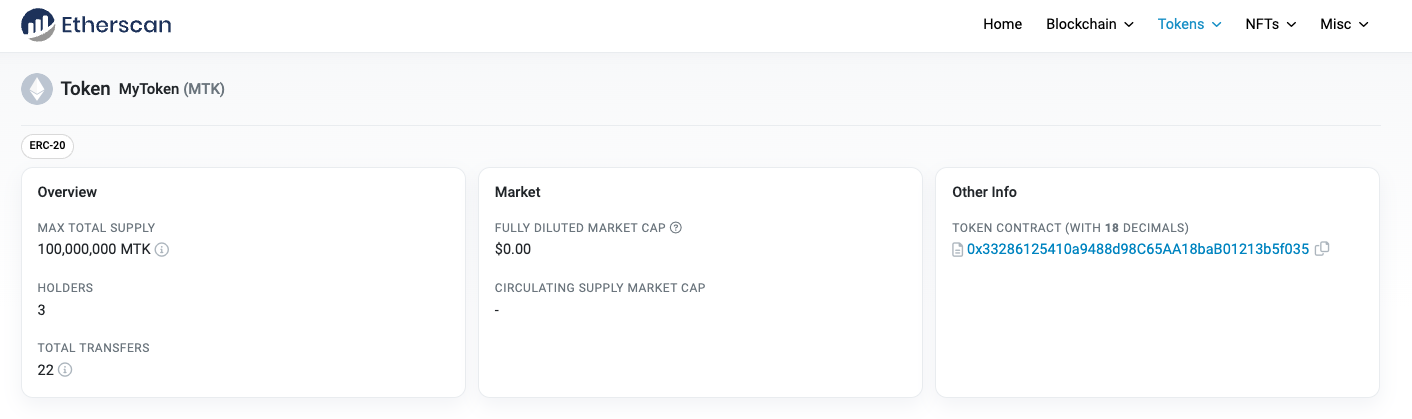 Etherscan
Home Blockchain Tokens NFTs Misc
Token MyToken (MTK)
ERC-20
Overview
MAX TOTAL SUPPLY
100,000,000 MTK
HOLDERS
3
TOTAL TRANSFERS
22
Market
FULLY DILUTED MARKET CAP
$0.00
CIRCULATING SUPPLY MARKET CAP
-
Other Info
TOKEN CONTRACT (WITH 18 DECIMALS)
0x33286125410a9488d98C65AA18baB01213b5f035